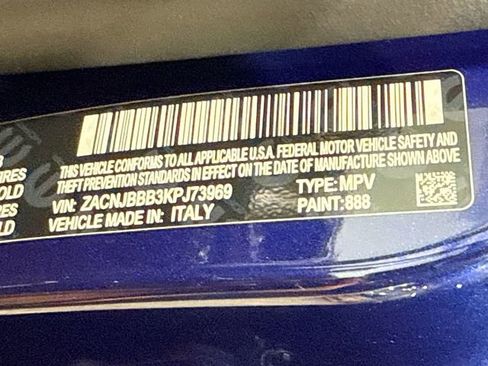 THIS VEHICLE CONFORMS TO ALL APPLICABLE U.S.A. FEDERAL MOTOR VEHICLE SAFETY AND
THEFT PREVENTION STANDARDS IN EFFECT ON THE DATE OF MANUFACTURE SHOWN ABOVE.
VIN: ZACNJBBB3KPJ73969 TYPE: MPV
VEHICLE MADE IN: ITALY PAINT:888